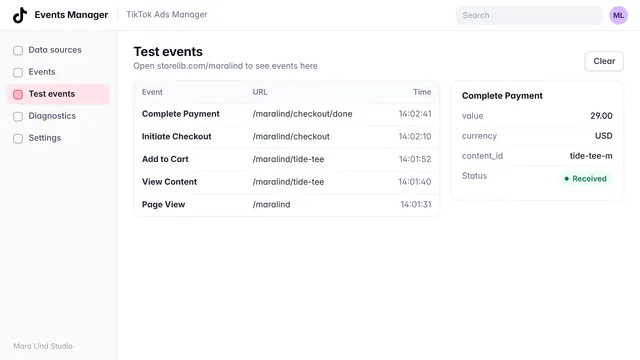 Events Manager
TikTok Ads Manager
Search
ML
Data sources
Events
Test events
Diagnostics
Settings
Mara Lind Studio
Test events
Open storelib.com/maralind to see events here
Clear
Event URL Time
Complete Payment /maralind/checkout/done 14:02:41
Initiate Checkout /maralind/checkout 14:02:10
Add to Cart /maralind/tide-tee 14:01:52
View Content /maralind/tide-tee 14:01:40
Page View /maralind 14:01:31
Complete Payment
value 29.00
currency USD
content_id tide-tee-m
Status Received